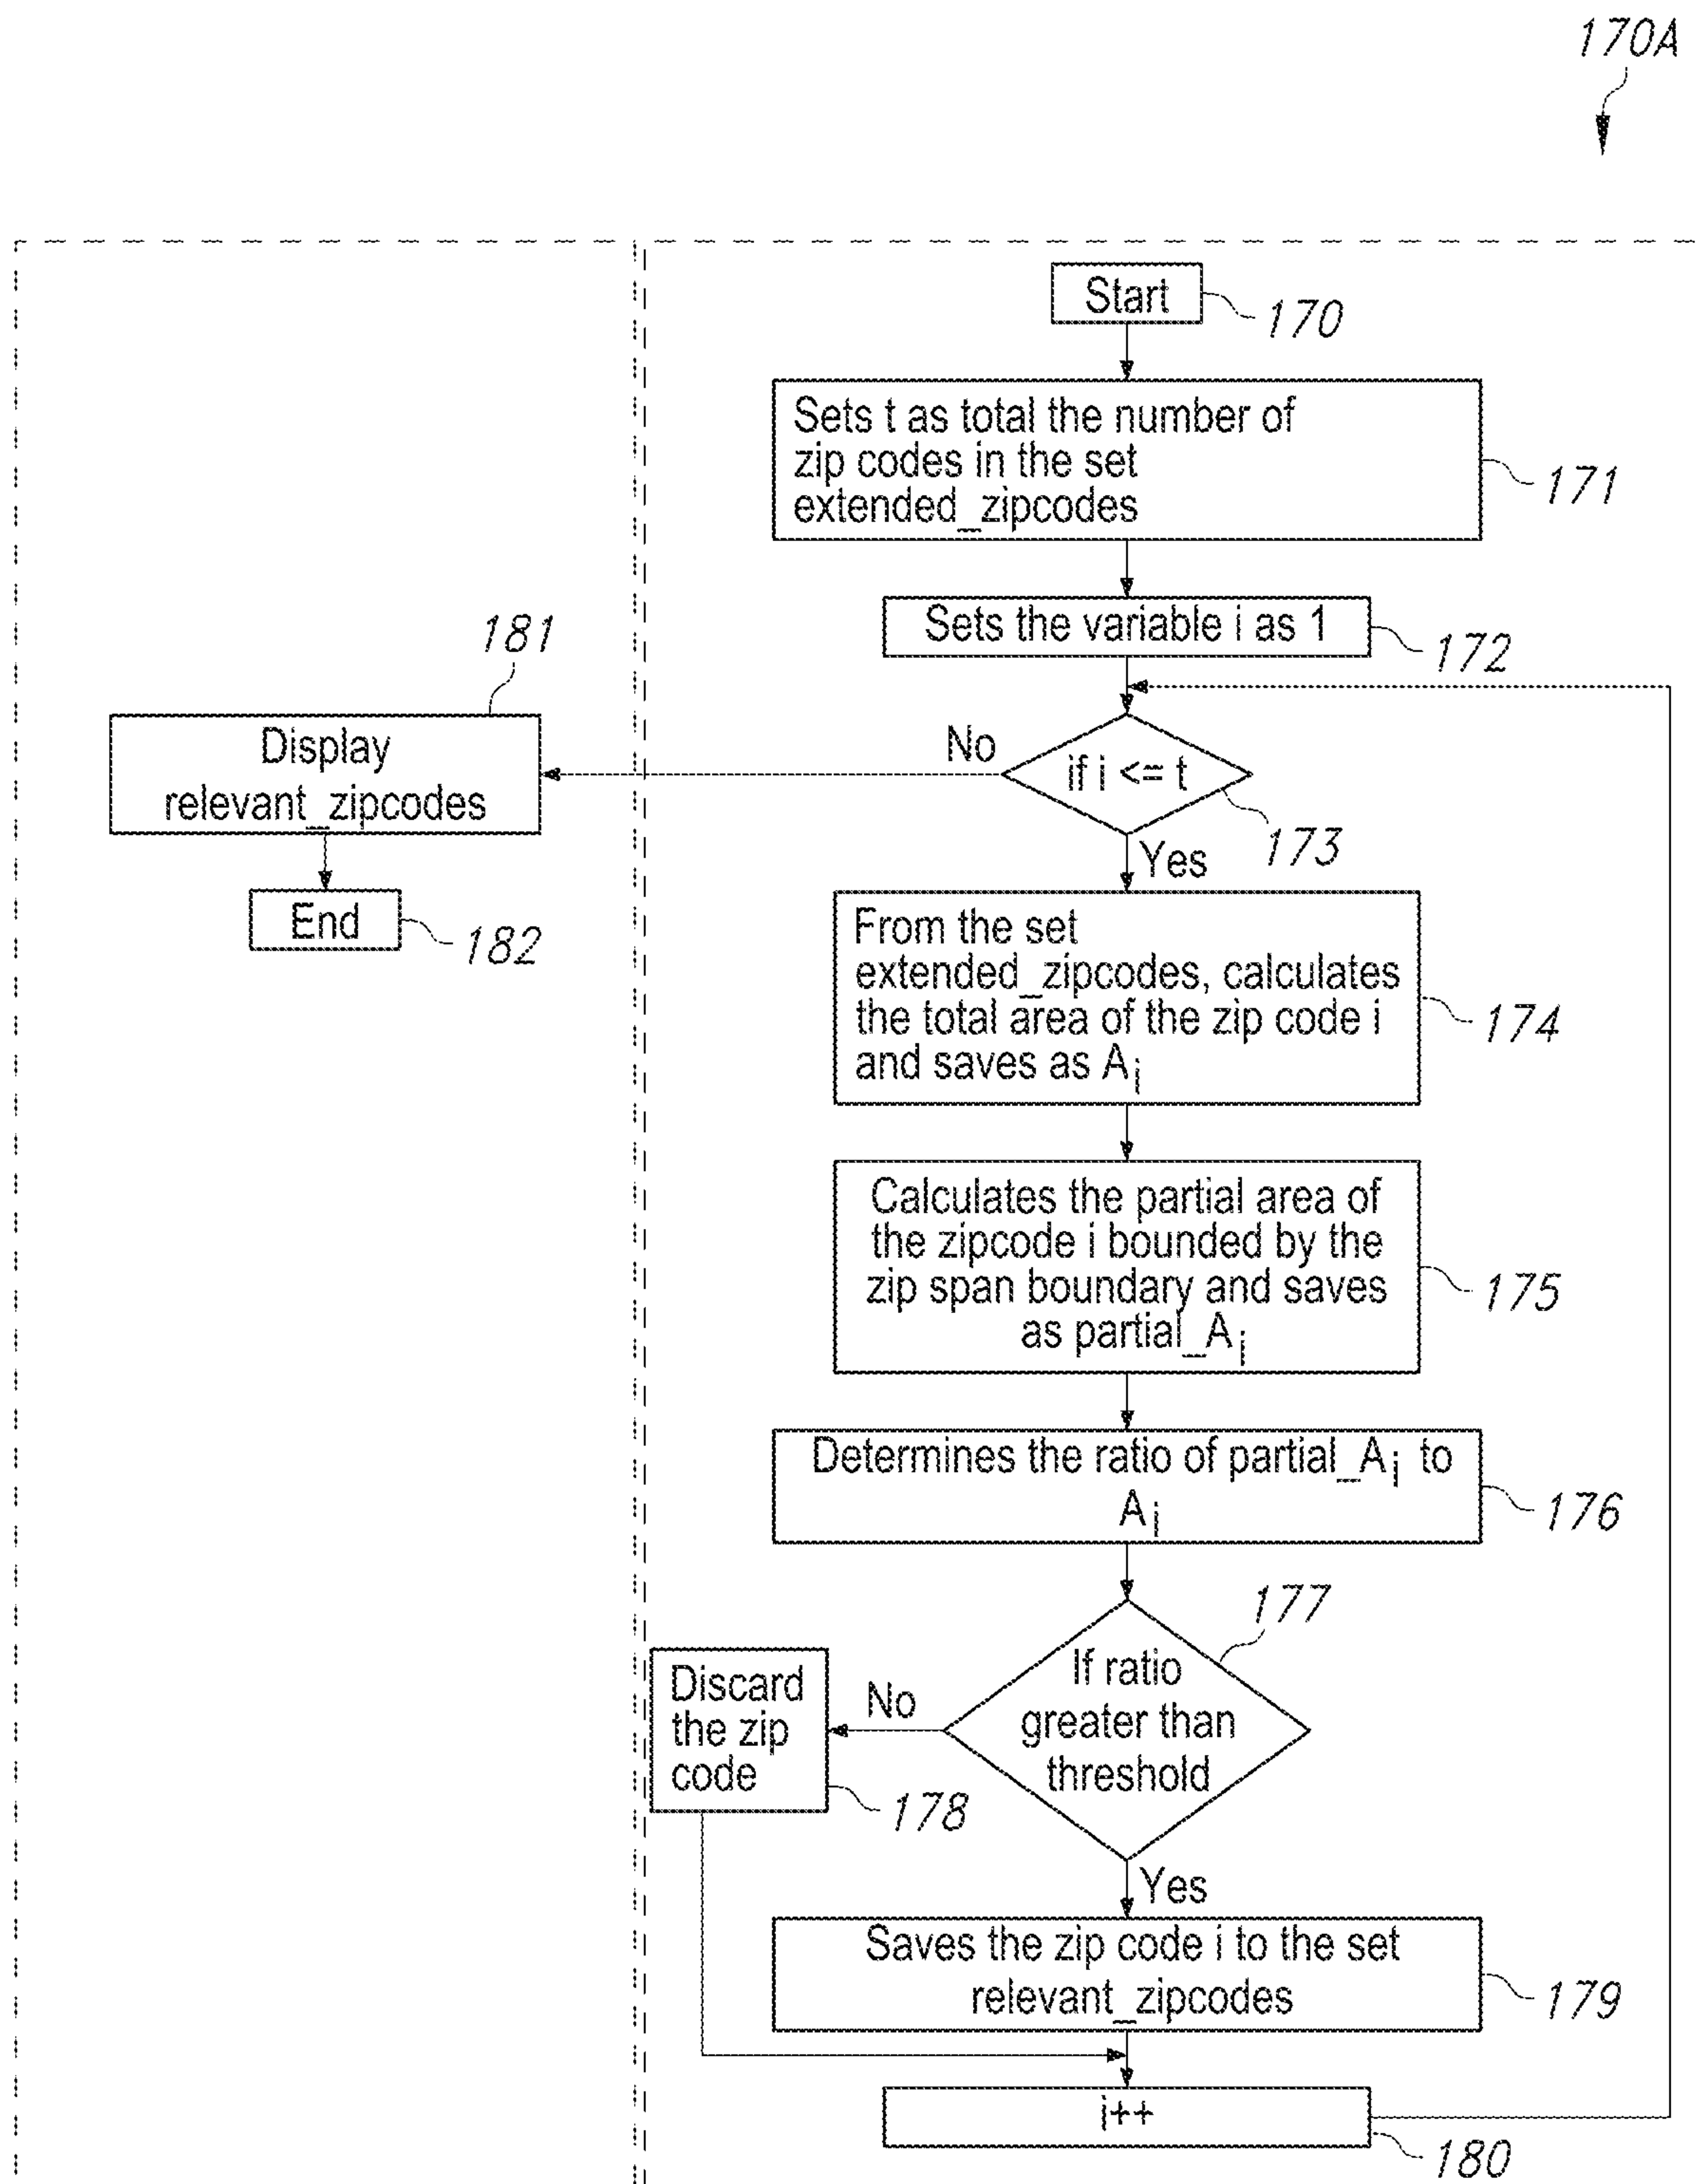 170A
Start
170
Sets t as total the number of
zip codes in the set
extended_zipcodes
171
Sets the variable i as 1
172
if i <= t
173
No
Yes
181
Display
relevant_zipcodes
End
182
From the set
extended_zipcodes, calculates
the total area of the zip code i
and saves as Ai
174
Calculates the partial area of
the zipcode i bounded by the
zip span boundary and saves
as partial_Ai
175
Determines the ratio of partial_Ai to
Ai
176
177
If ratio
greater than
threshold
No
Discard
the zip
code
178
Yes
Saves the zip code i to the set
relevant_zipcodes
179
i++
180